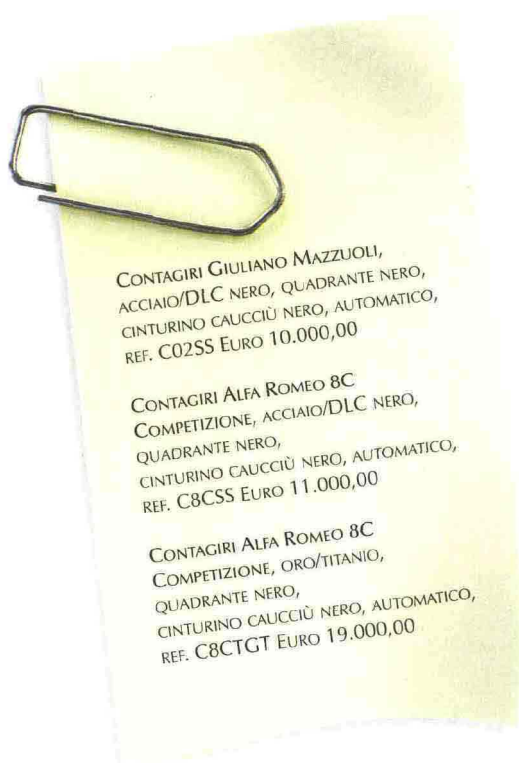 CONTAGIRI GIULIANO MAZZUOLI,
ACCIAIO/DLC NERO, QUADRANTE NERO,
CINTURINO CAUCCIÙ NERO, AUTOMATICO,
REF. C02SS EURO 10.000,00
CONTAGIRI ALFA ROMEO 8C
COMPETIZIONE, ACCIAIO/DLC NERO,
QUADRANTE NERO,
CINTURINO CAUCCIÙ NERO, AUTOMATICO,
REF. C8CSS EURO 11.000,00
CONTAGIRI ALFA ROMEO 8C
COMPETIZIONE, ORO/TITANIO,
QUADRANTE NERO,
CINTURINO CAUCCIÙ NERO, AUTOMATICO,
REF. C8CTGT EURO 19.000,00